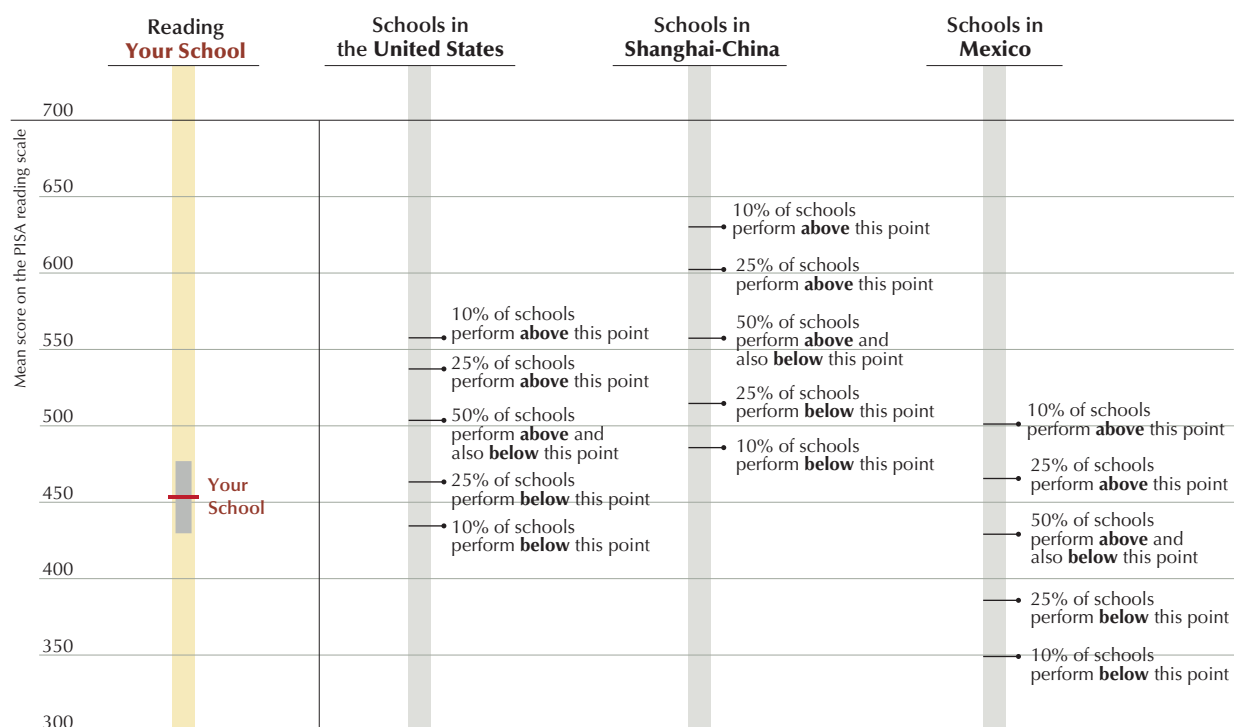 Reading
Your School
Schools in
the United States
Schools in
Shanghai-China
Schools in
Mexico
Mean score on the PISA reading scale
700
650
600
550
500
450
400
350
300
Your
School
10% of schools
perform above this point
25% of schools
perform above this point
50% of schools
perform above and
also below this point
25% of schools
perform below this point
10% of schools
perform below this point
10% of schools
perform above this point
25% of schools
perform above this point
50% of schools
perform above and
also below this point
25% of schools
perform below this point
10% of schools
perform below this point
10% of schools
perform above this point
25% of schools
perform above this point
50% of schools
perform above and
also below this point
25% of schools
perform below this point
10% of schools
perform below this point